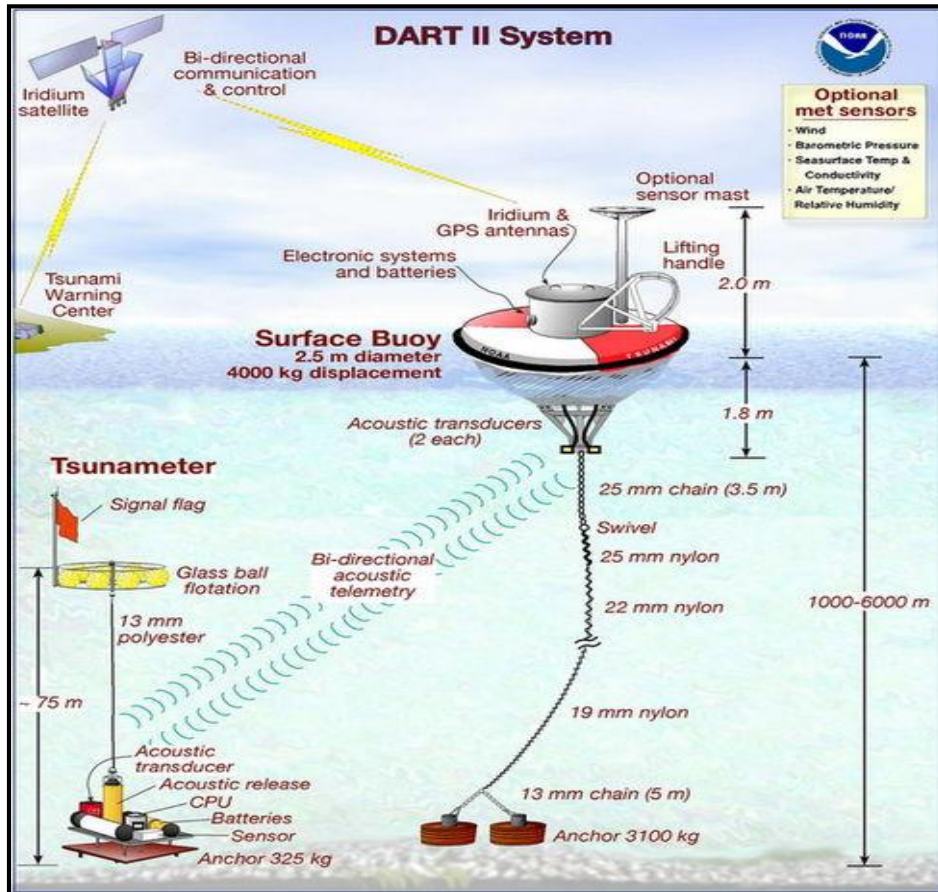 DART II System
NOAA
Iridium
satellite
Bi-directional
communication
& control
Optional
met sensors
· Wind
· Barometric Pressure
· Seasurface Temp &
Conductivity
· Air Temperature/
Relative Humidity
Optional
sensor mast
Iridium &
GPS antennas
Electronic systems
and batteries
Lifting
handle
2.0 m
Tsunami
Warning
Center
Surface Buoy
2.5 m diameter
4000 kg displacement
NOAA
TSUNAMI
1.8 m
Acoustic transducers
(2 each)
Tsunameter
Signal flag
25 mm chain (3.5 m)
Swivel
25 mm nylon
Glass ball
flotation
Bi-directional
acoustic
telemetry
22 mm nylon
1000-6000 m
13 mm
polyester
~ 75 m
19 mm nylon
Acoustic
transducer
Acoustic release
CPU
Batteries
Sensor
Anchor 325 kg
13 mm chain (5 m)
Anchor 3100 kg